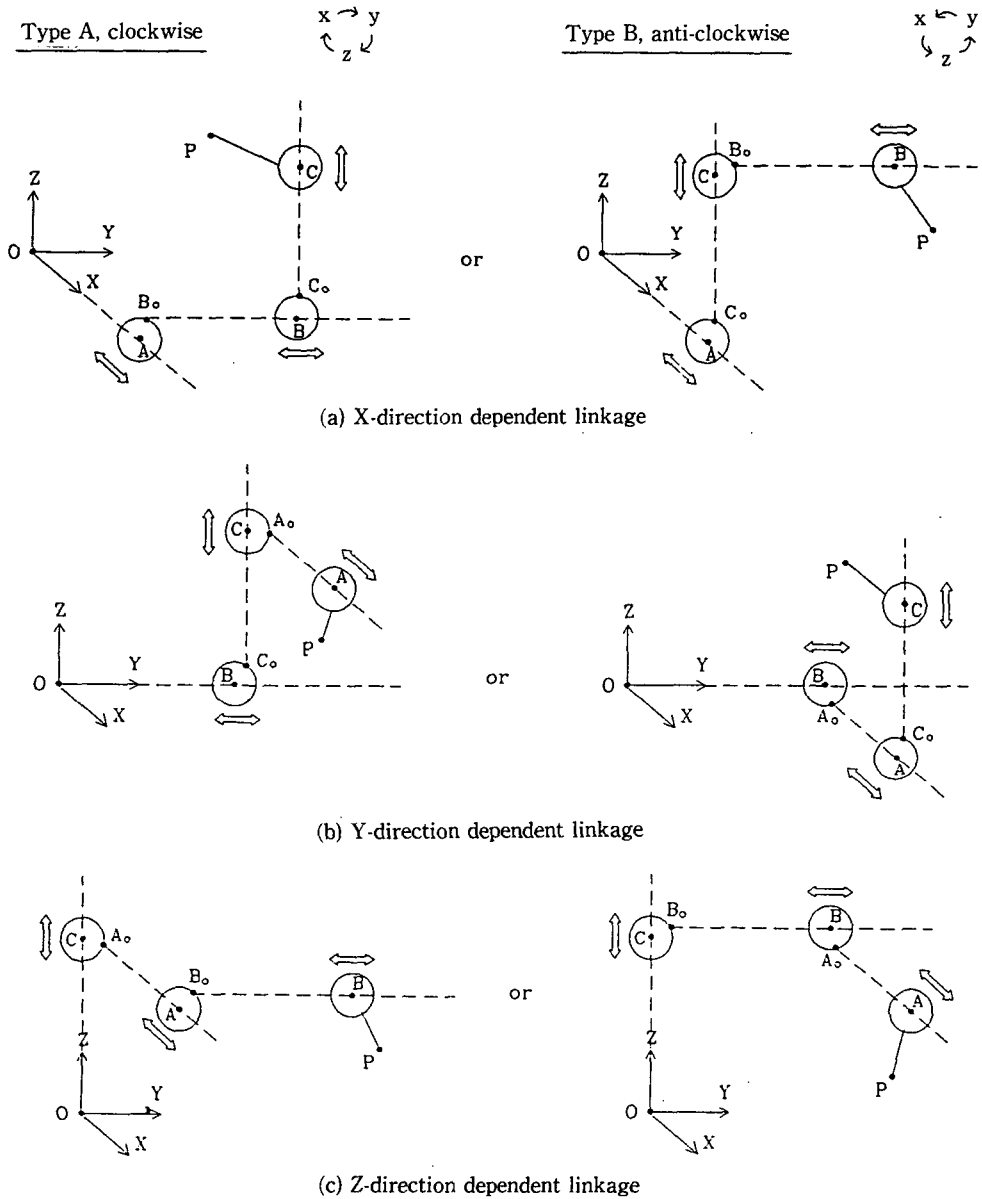 Type A, clockwise
x y
z
Type B, anti-clockwise
x y
z
P
C
Z
Y
O
X
Bo
Co
A
B
or
Bo
B
C
Z
P
Y
O
X
Co
A
(a) X-direction dependent linkage
C
Ao
A
Z
P
Y
Co
B
O
X
or
P
C
Z
Y
B
O
X
Ao
Co
A
(b) Y-direction dependent linkage
C
Ao
Bo
B
A
P
Z
Y
O
X
or
Bo
B
C
Ao
A
Z
P
Y
O
X
(c) Z-direction dependent linkage